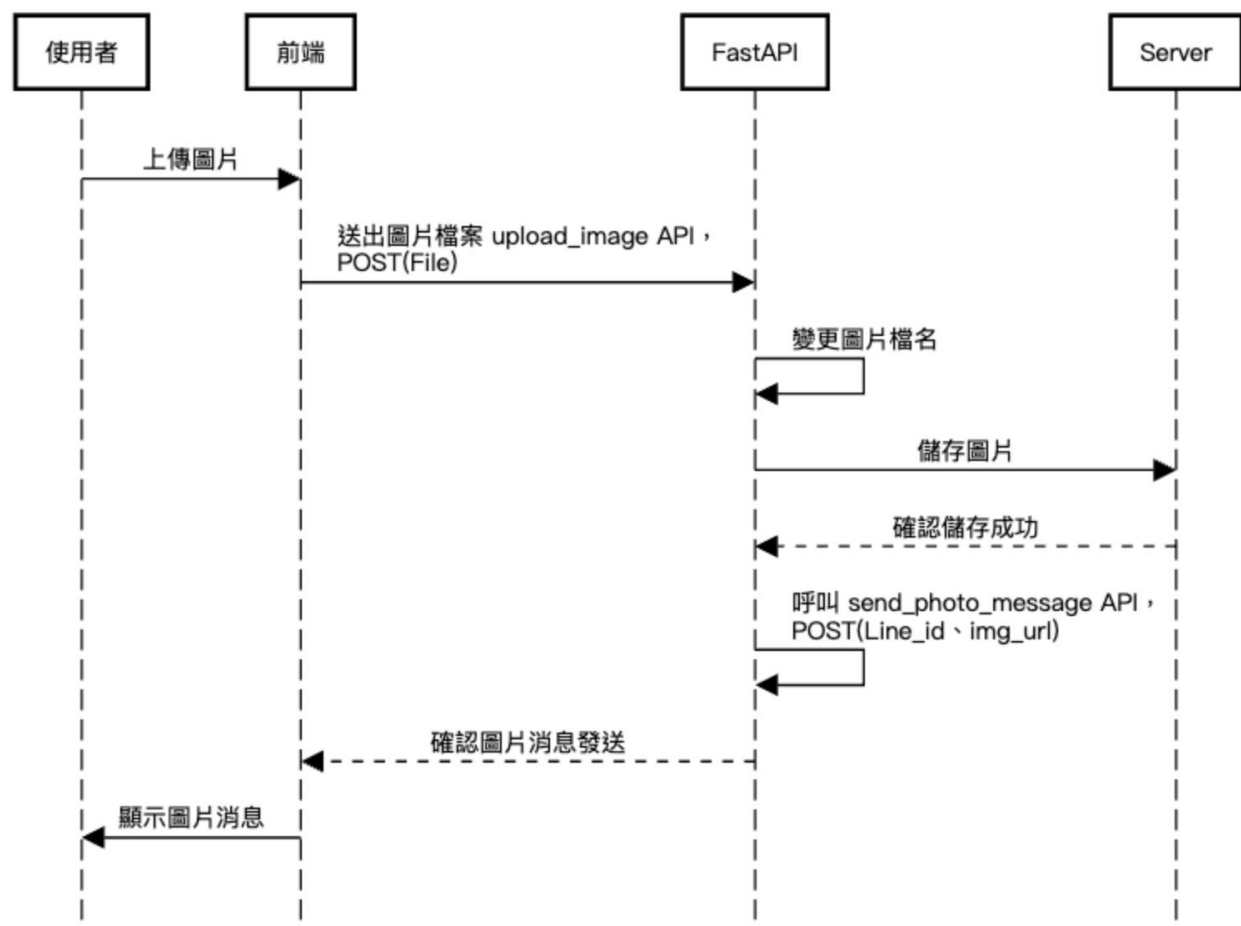 使用者
前端
FastAPI
Server
上傳圖片
送出圖片檔案 upload_image API，
POST(File)
變更圖片檔名
儲存圖片
確認儲存成功
呼叫 send_photo_message API，
POST(Line_id、img_url)
確認圖片消息發送
顯示圖片消息